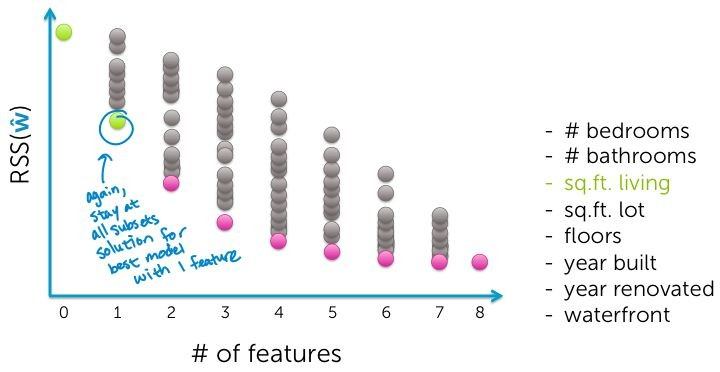 RSS(ŵ)
again,
stay at
all subsets
solution for
best model
with 1 feature
0 1 2 3 4 5 6 7 8
# of features
- # bedrooms
- # bathrooms
- sq.ft. living
- sq.ft. lot
- floors
- year built
- year renovated
- waterfront